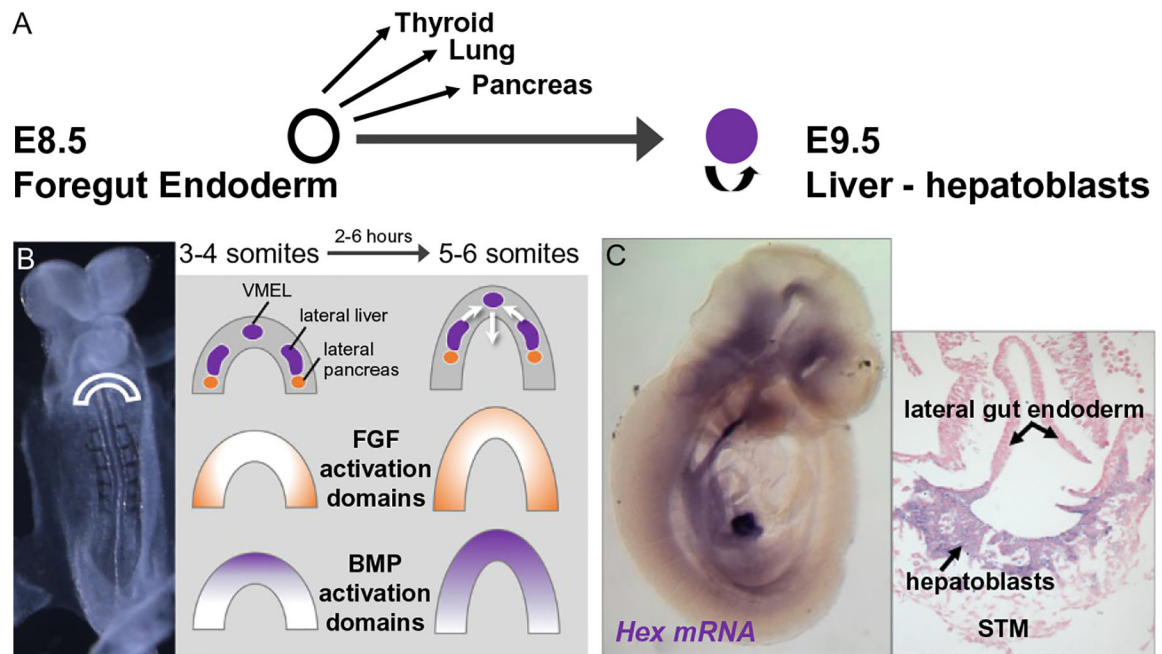 A
Thyroid
Lung
Pancreas
E8.5
Foregut Endoderm
E9.5
Liver - hepatoblasts
B
3-4 somites
2-6 hours
5-6 somites
VMEL
lateral liver
lateral
pancreas
FGF
activation
domains
BMP
activation
domains
C
Hex mRNA
lateral gut endoderm
hepatoblasts
STM